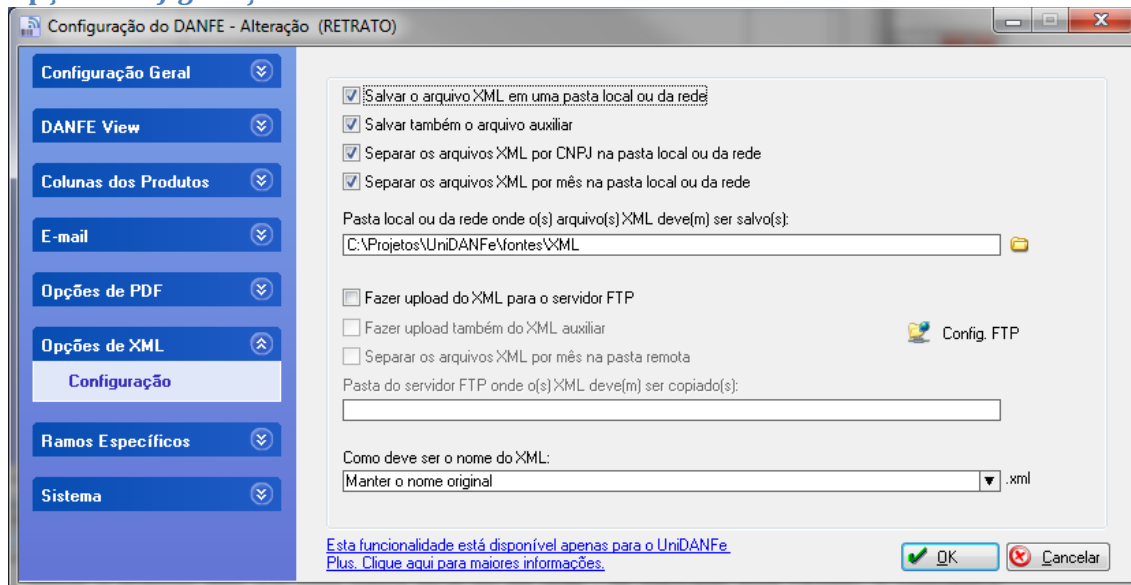 Configuração do DANFE - Alteração (RETRATO)
Configuração Geral
DANFE View
Colunas dos Produtos
E-mail
Opções de PDF
Opções de XML
Configuração
Ramos Específicos
Sistema
Salvar o arquivo XML em uma pasta local ou da rede
Salvar também o arquivo auxiliar
Separar os arquivos XML por CNPJ na pasta local ou da rede
Separar os arquivos XML por mês na pasta local ou da rede
Pasta local ou da rede onde o(s) arquivo(s) XML deve(m) ser salvo(s):
C:\Projetos\UniDANFe\fontes\XML
Fazer upload do XML para o servidor FTP
Fazer upload também do XML auxiliar
Config. FTP
Separar os arquivos XML por mês na pasta remota
Pasta do servidor FTP onde o(s) XML deve(m) ser copiado(s):
Como deve ser o nome do XML:
Manter o nome original
.xml
Esta funcionalidade está disponível apenas para o UniDANFe
Plus. Clique aqui para maiores informações.
OK
Cancelar